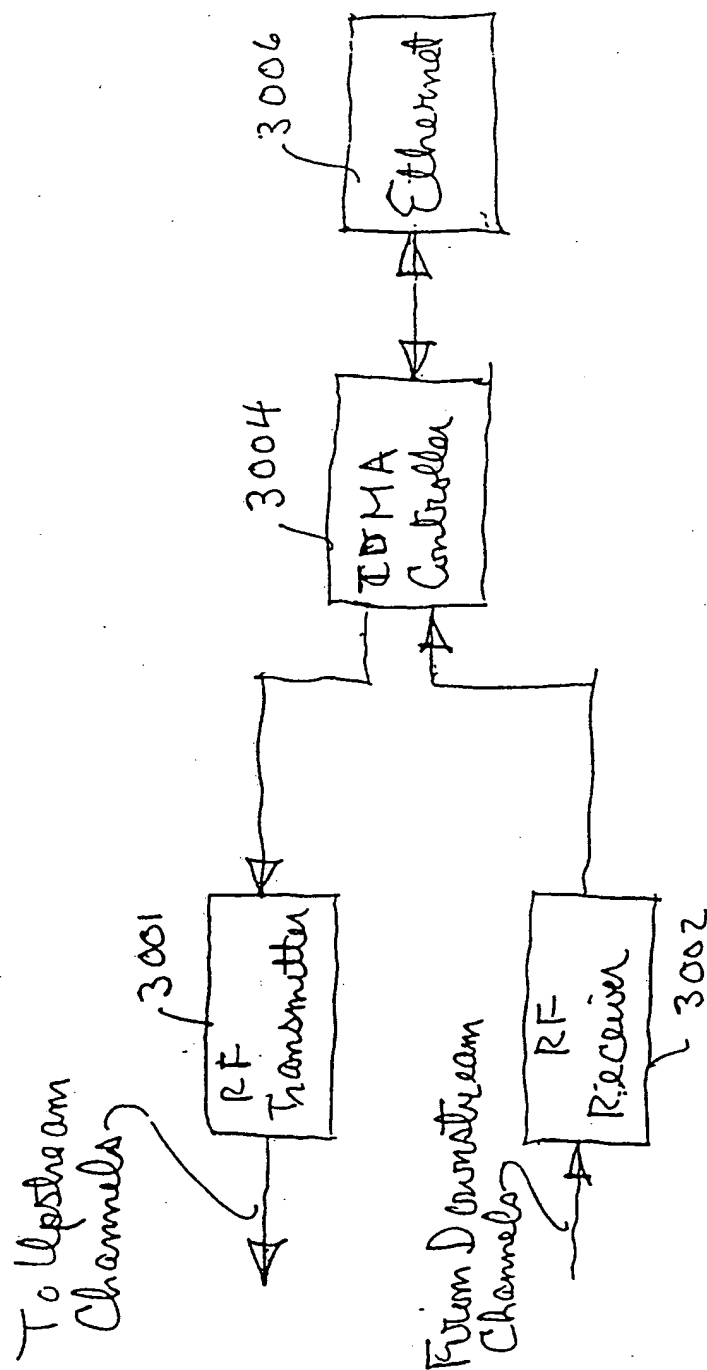 To Upstream
Channels
3001
RF
Transmitter
From Downstream
Channels
RF
Receiver
3002
3004
TDMA
Controller
3006
Ethernet